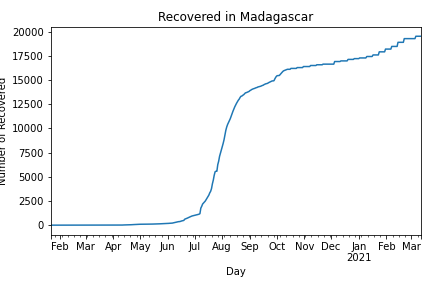 Recovered in Madagascar
Number of Recovered
20000
17500
15000
12500
10000
7500
5000
2500
0
Feb Mar Apr May Jun Jul Aug Sep Oct Nov Dec Jan Feb Mar
2021
Day